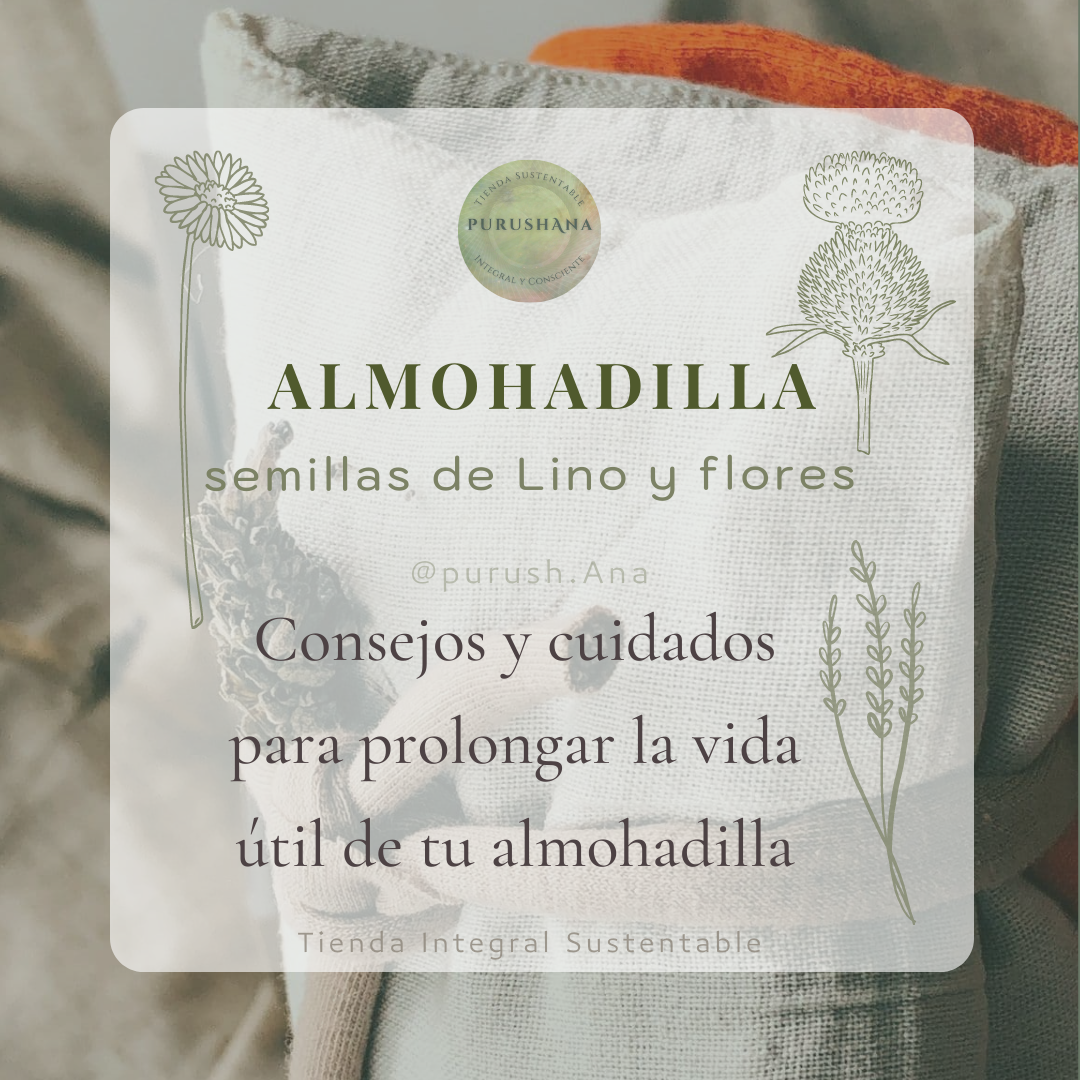 TIENDA SUSTENTABLE
PURUSHANA
INTEGRAL Y CONSCIENTE
ALMOHADILLA
semillas de Lino y flores
@purush.Ana
Consejos y cuidados
para prolongar la vida
útil de tu almohadilla
Tienda Integral Sustentable